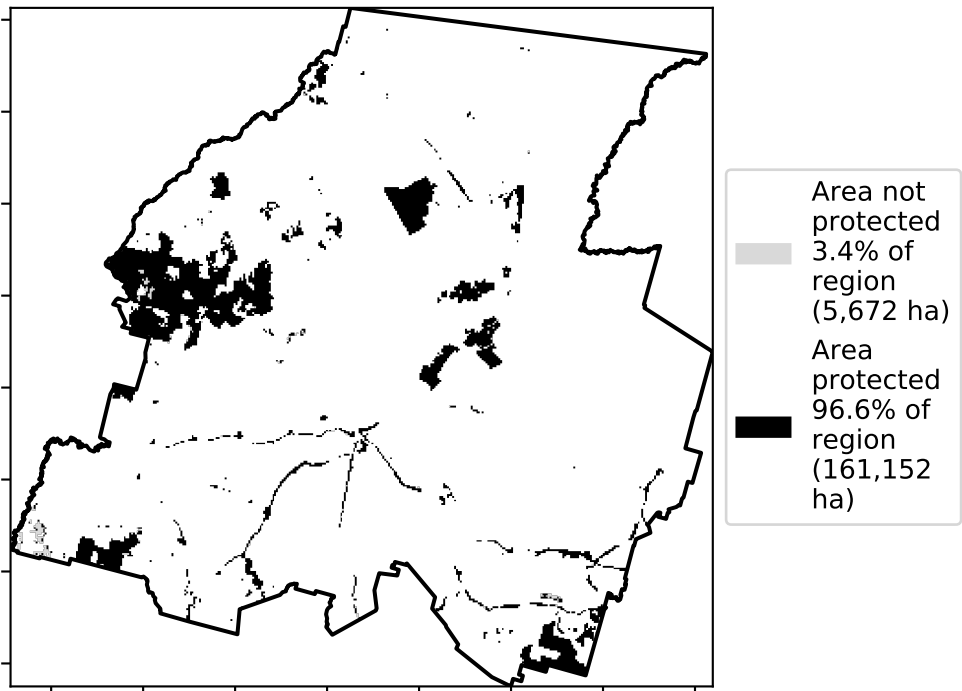 Area not
protected
3.4% of
region
(5,672 ha)
Area
protected
96.6% of
region
(161,152
ha)